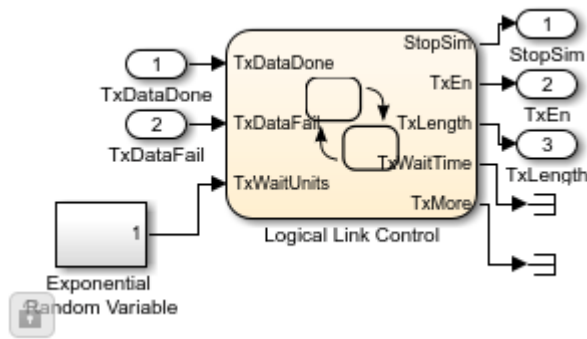 1
StopSim
StopSim
1
TxDataDone
TxDataDone
TxEn
2
TxEn
2
TxDataFail
TxDataFail
TxLength
3
TxLength
TxWaitTime
TxWaitUnits
TxMore
1
Logical Link Control
Exponential
Random Variable